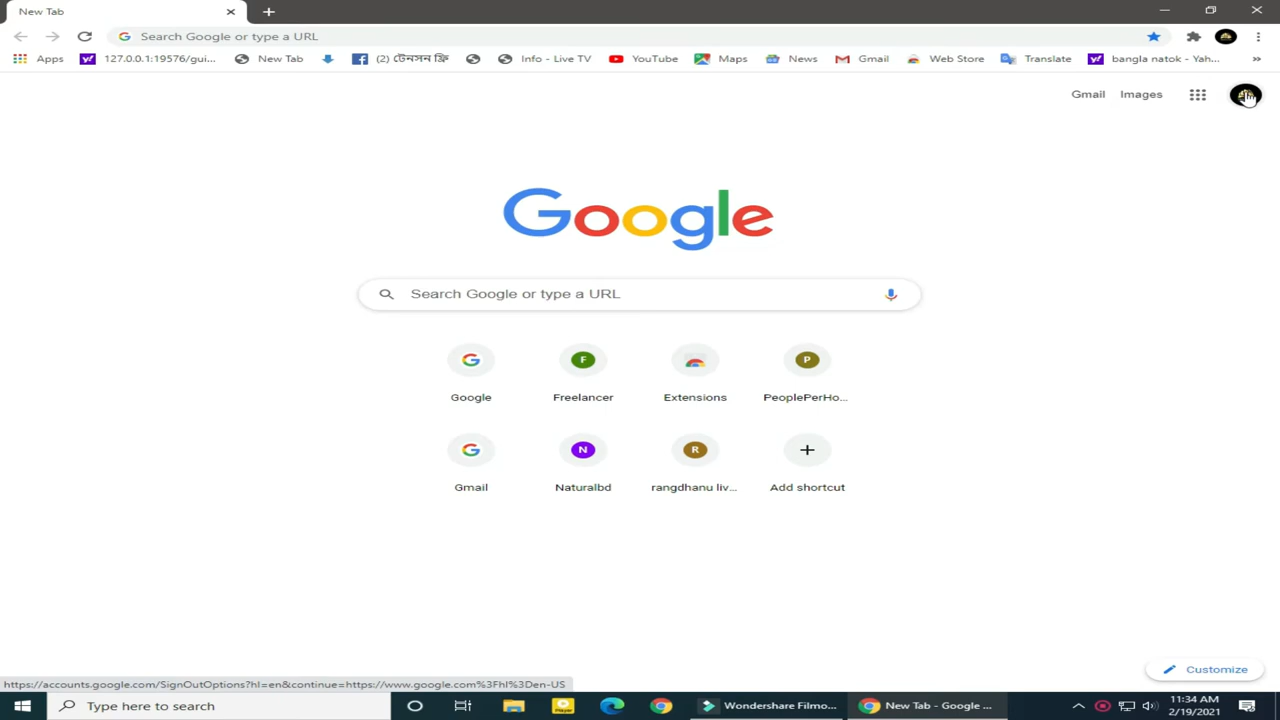 New Tab
Search Google or type a URL
Apps 127.0.0.1:19576/gui... New Tab (2) টেনসন ফ্রি Info - Live TV YouTube Maps News Gmail Web Store Translate bangla natok - Yah... »
Gmail Images
Google
Search Google or type a URL
F P
Google Freelancer Extensions PeoplePerHo...
N R
Gmail Naturalbd rangdhanu liv... Add shortcut
Customize
https://accounts.google.com/SignOutOptions?hl=en&continue=https://www.google.com%3Fhl%3Den-US
Type here to search Player Wondershare Filmo... New Tab - Google ... 11:34 AM
2/19/2021